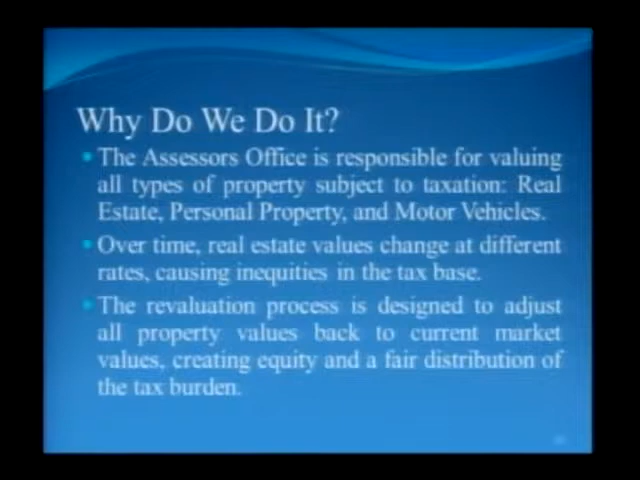 Why Do We Do It?
The Assessors Office is responsible for valuing
all types of property subject to taxation: Real
Estate, Personal Property, and Motor Vehicles.
Over time, real estate values change at different
rates, causing inequities in the tax base.
The revaluation process is designed to adjust
all property values back to current market
values, creating equity and a fair distribution of
the tax burden.